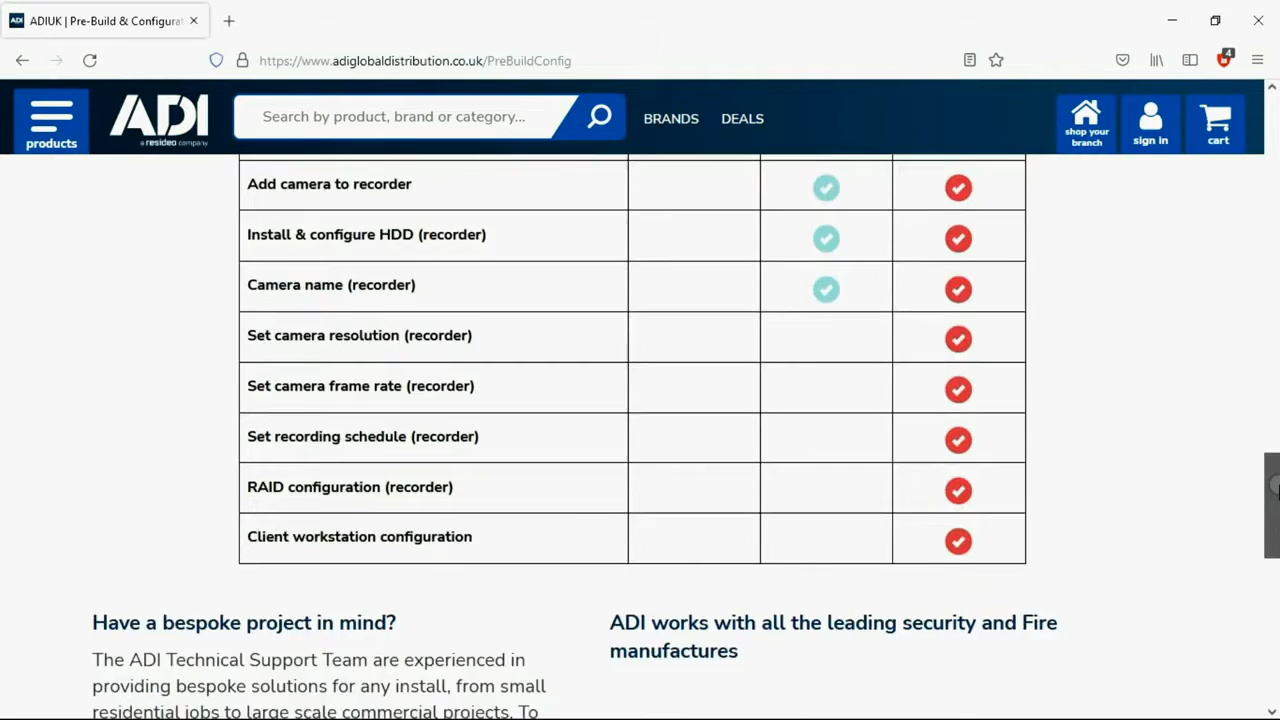 ADIUK | Pre-Build & Configurat
https://www.adiglobaldistribution.co.uk/PreBuildConfig
4
products
ADI
a resideo company
Search by product, brand or category...
BRANDS
DEALS
shop your
branch
sign in
cart
Add camera to recorder
Install & configure HDD (recorder)
Camera name (recorder)
Set camera resolution (recorder)
Set camera frame rate (recorder)
Set recording schedule (recorder)
RAID configuration (recorder)
Client workstation configuration
Have a bespoke project in mind?
The ADI Technical Support Team are experienced in
providing bespoke solutions for any install, from small
residential jobs to large scale commercial projects. To
ADI works with all the leading security and Fire
manufactures